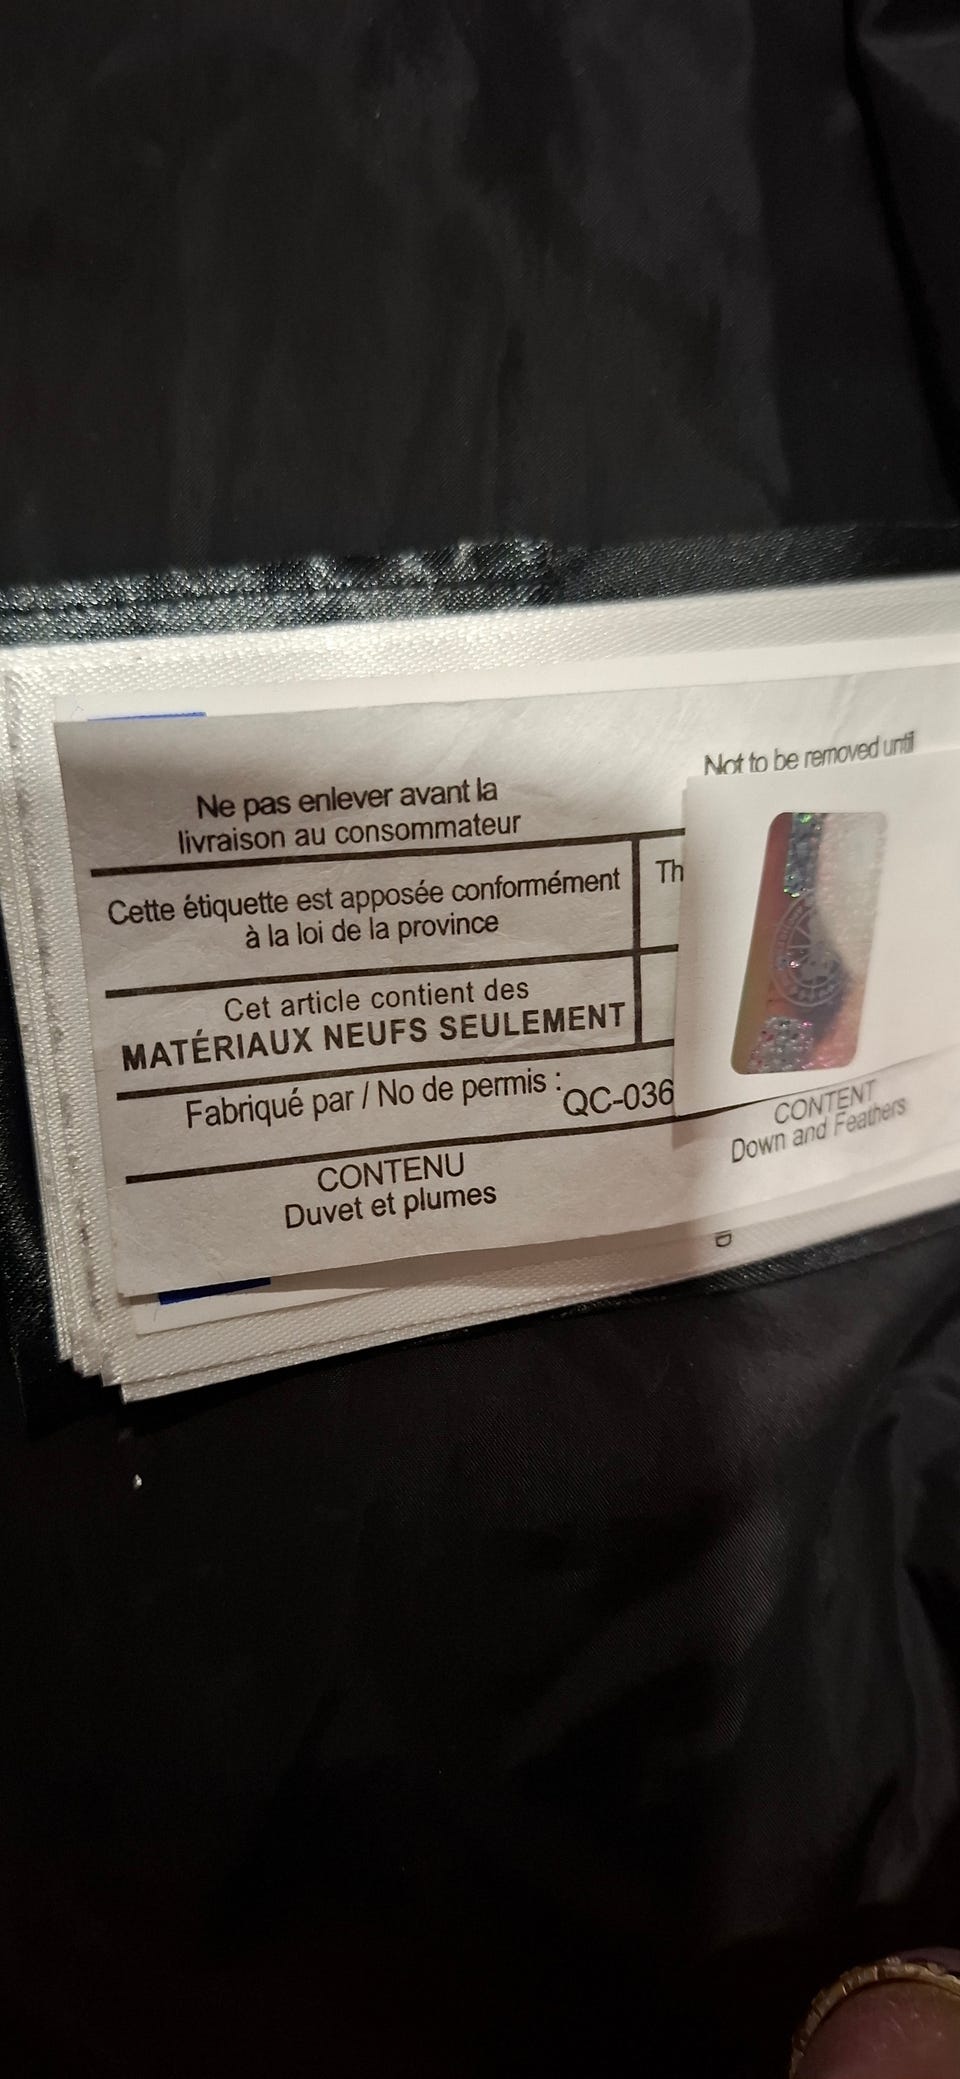 Ne pas enlever avant la
livraison au consommateur
Not to be removed until
Cette étiquette est apposée conformément
à la loi de la province
Th
Cet article contient des
MATÉRIAUX NEUFS SEULEMENT
Fabriqué par / No de permis :
QC-036
CONTENU
Duvet et plumes
CONTENT
Down and Feathers
D